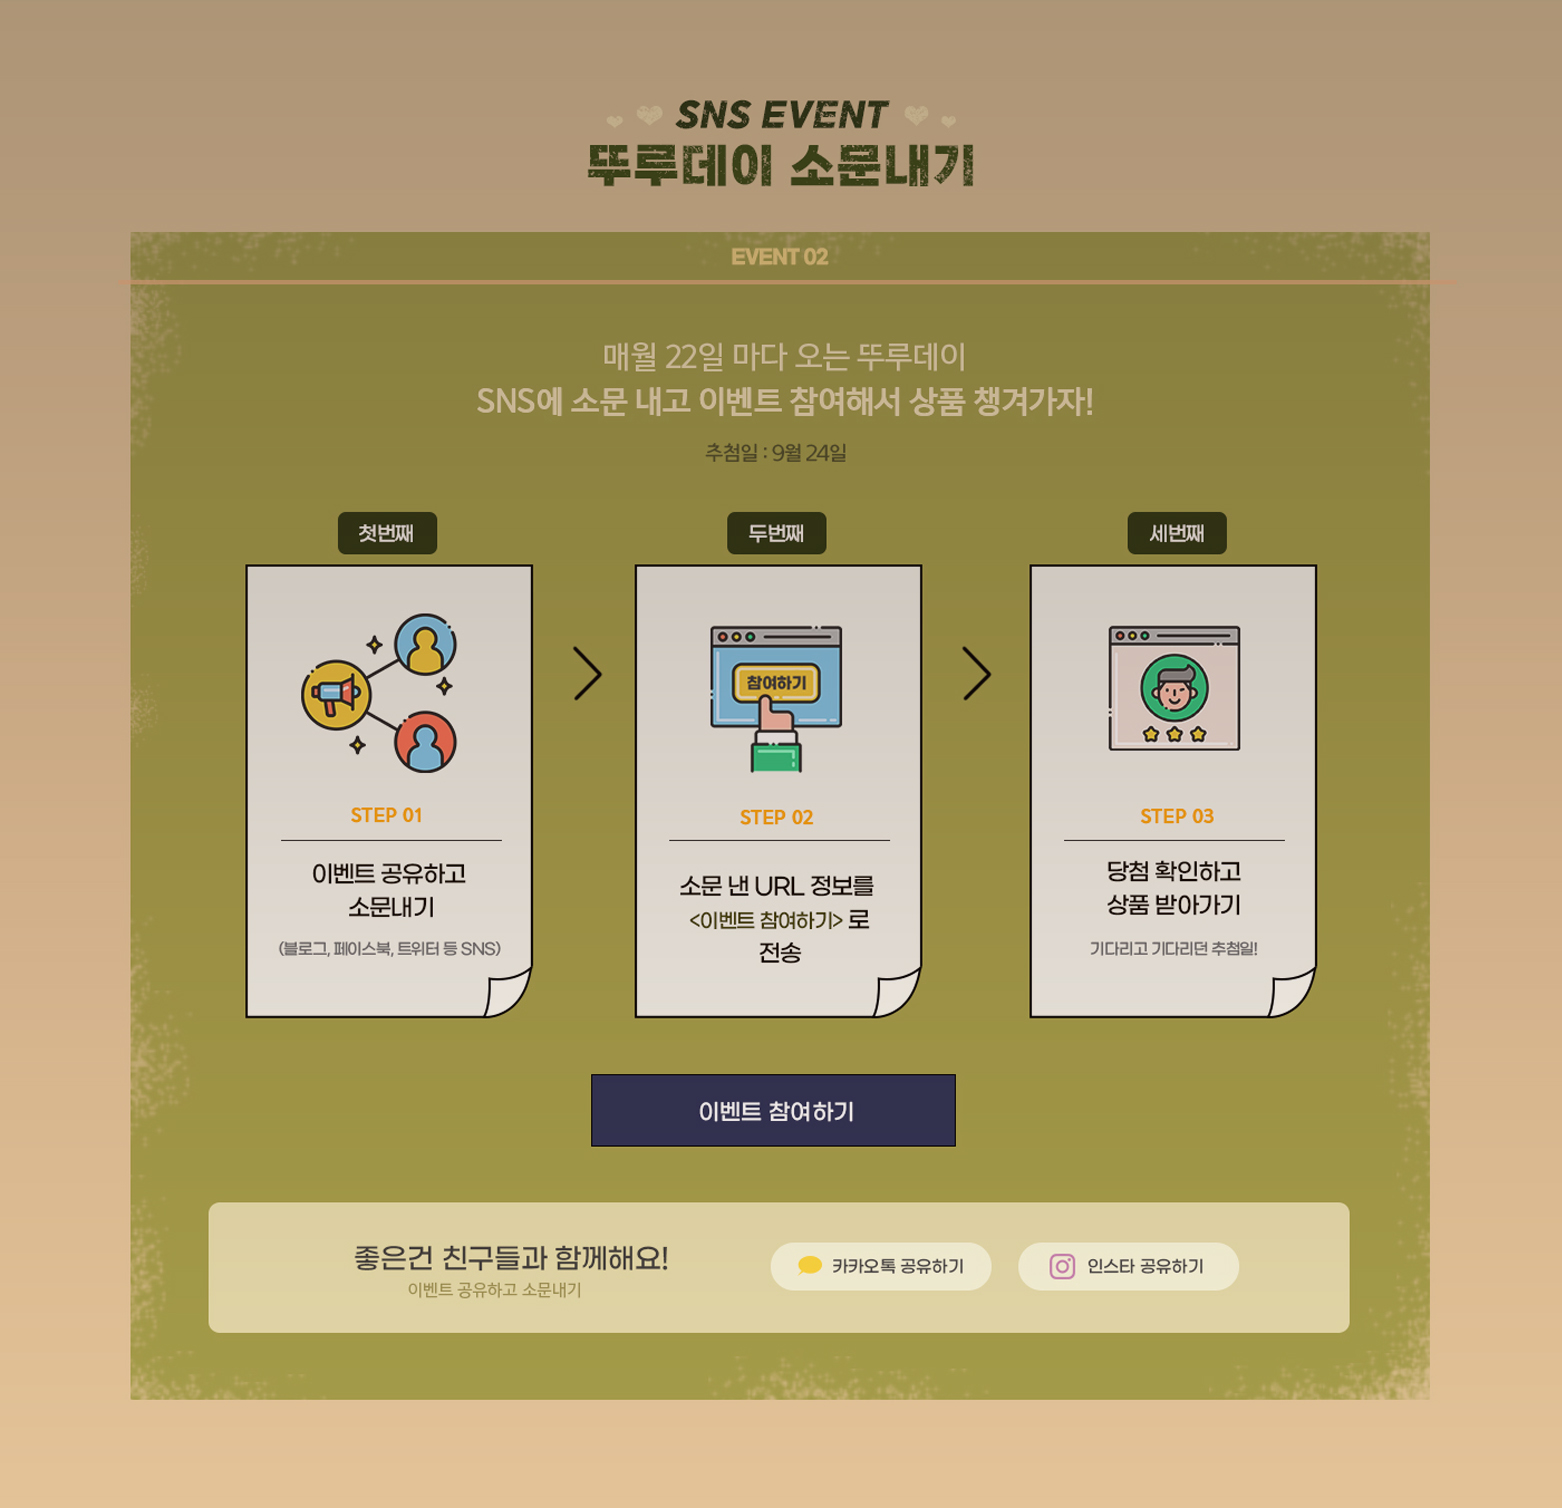 SNS EVENT
뚜루데이 소문내기
EVENT 02
매월 22일 마다 오는 뚜루데이
SNS에 소문 내고 이벤트 참여해서 상품 챙겨가자!
추첨일 : 9월 24일
첫번째
STEP 01
이벤트 공유하고
소문내기
(블로그, 페이스북, 트위터 등 SNS)
두번째
참여하기
STEP 02
소문 낸 URL 정보를
<이벤트 참여하기> 로
전송
세번째
STEP 03
당첨 확인하고
상품 받아가기
기다리고 기다리던 추첨일!
이벤트 참여하기
좋은건 친구들과 함께해요!
이벤트 공유하고 소문내기
카카오톡 공유하기
인스타 공유하기